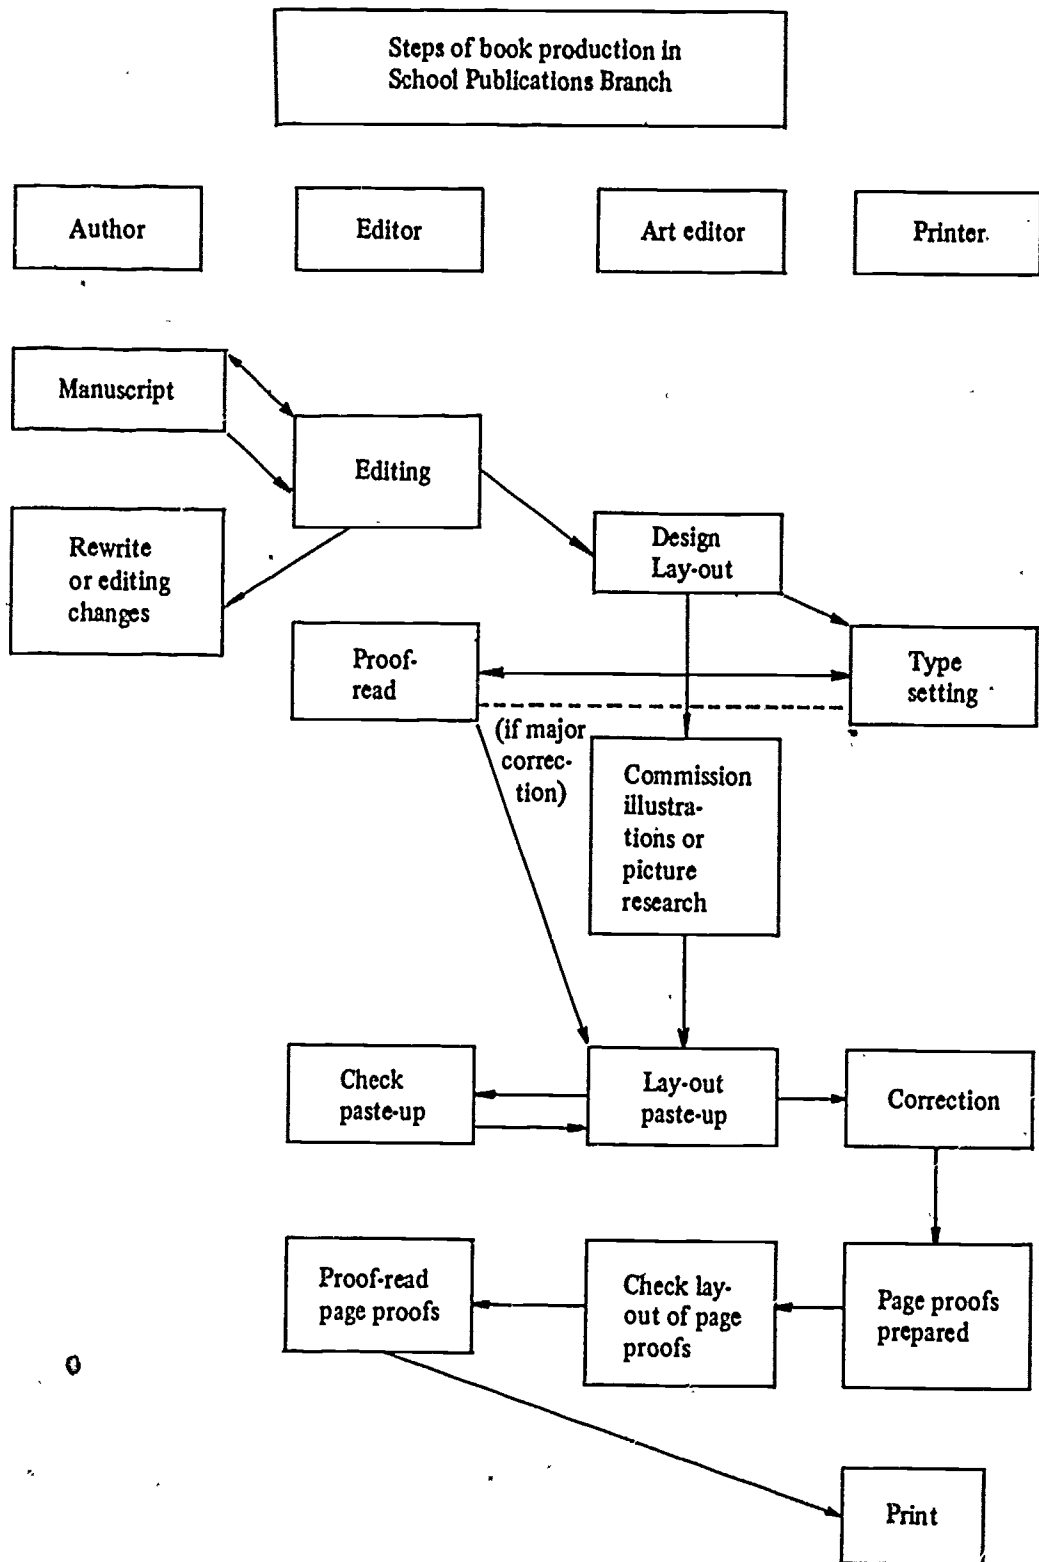 Steps of book production in
School Publications Branch
Author
Editor
Art editor
Printer
Manuscript
Editing
Rewrite
or editing
changes
Design
Lay-out
Proof-
read
Type
setting
(if major
correc-
tion)
Commission
illustra-
tions or
picture
research
Check
paste-up
Lay-out
paste-up
Correction
Proof-read
page proofs
Check lay-
out of page
proofs
Page proofs
prepared
Print